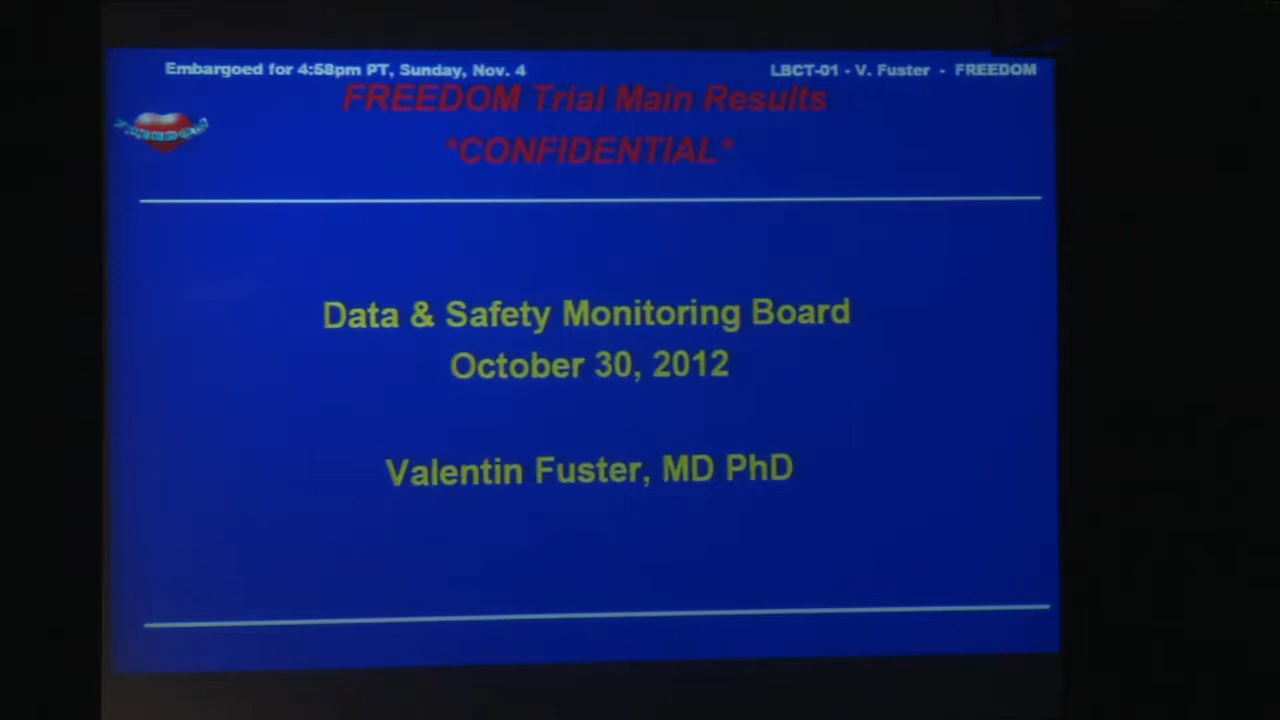 Embargoed for 4:58pm PT, Sunday, Nov. 4
LBCT-01 - V. Fuster - FREEDOM
FREEDOM Trial Main Results
*CONFIDENTIAL*
FREEDOM
Data & Safety Monitoring Board
October 30, 2012
Valentin Fuster, MD PhD